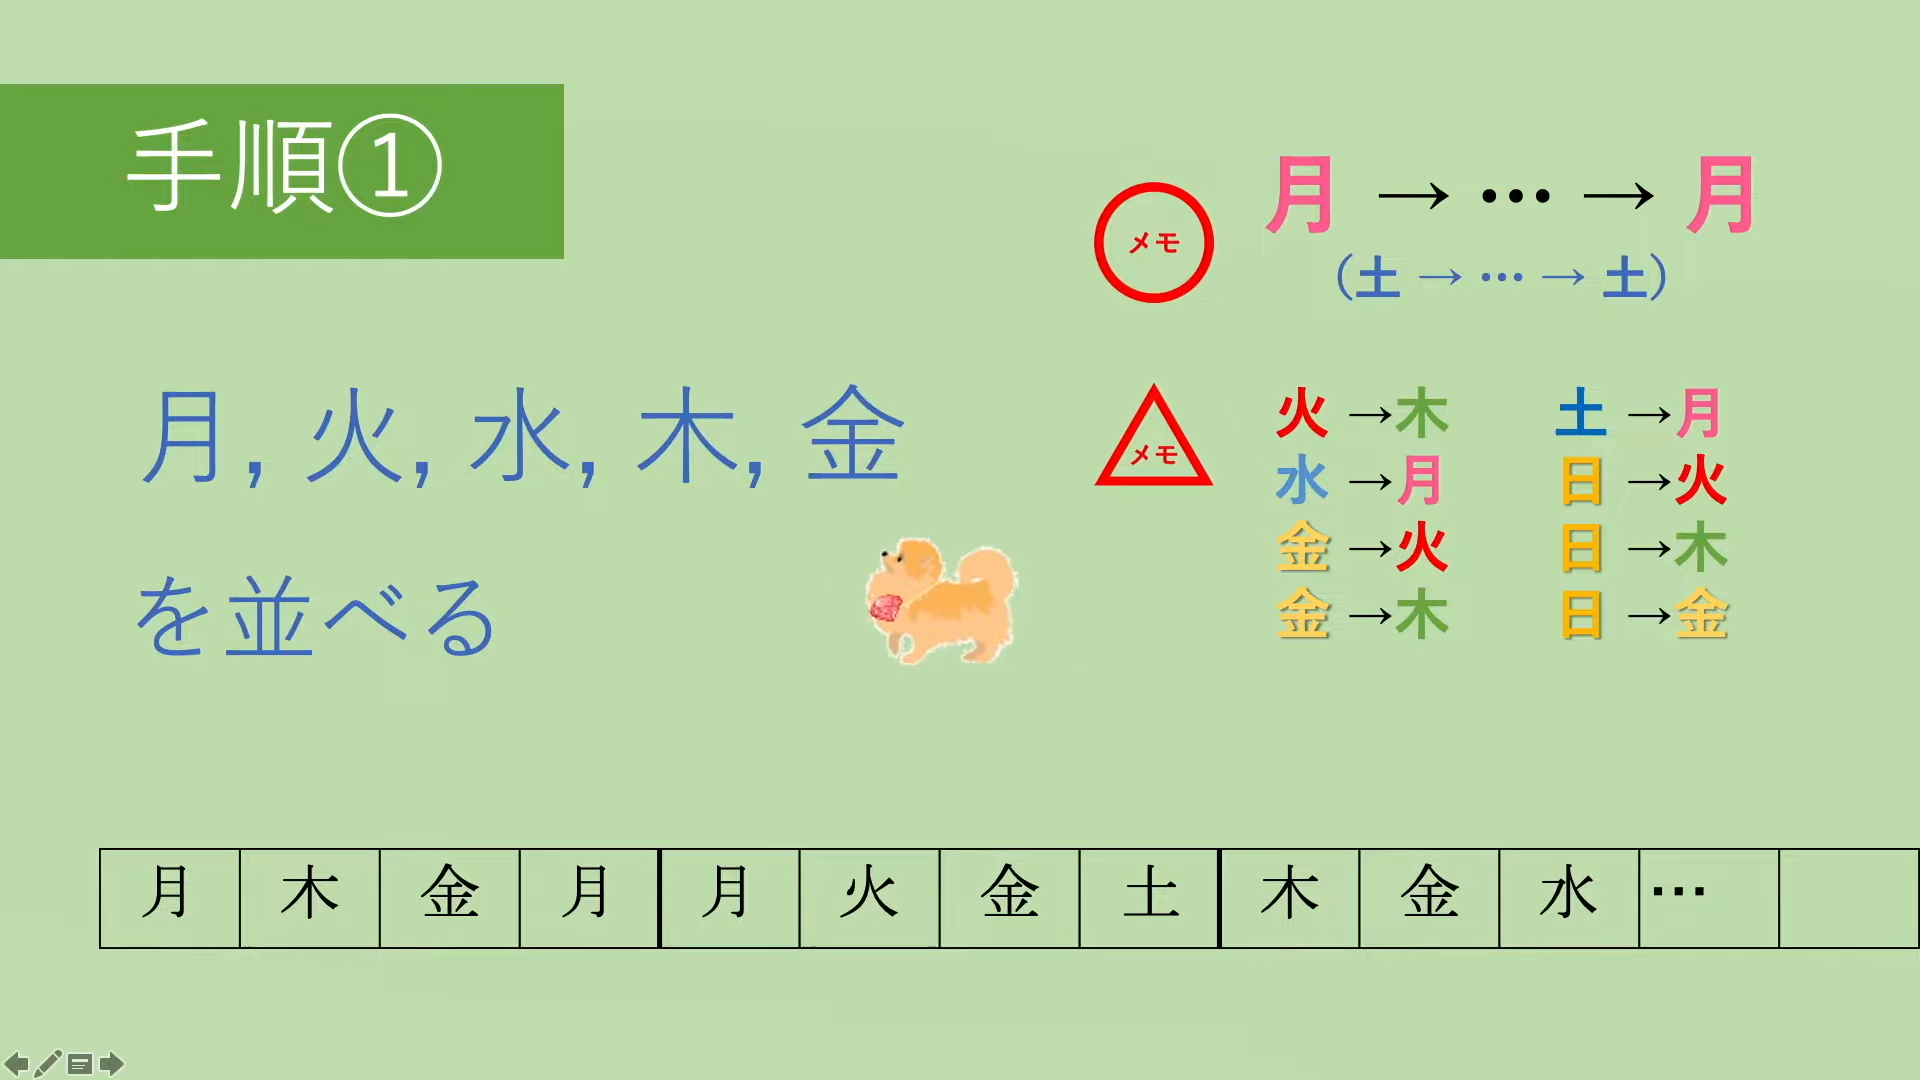 手順①
メモ
月 → … → 月
(土 → … → 土)
月, 火, 水, 木, 金
を並べる
メモ
火 →木 土 →月
水 →月 日 →火
金 →火 日 →木
金 →木 日 →金
月 木 金 月 月 火 金 土 木 金 水 …